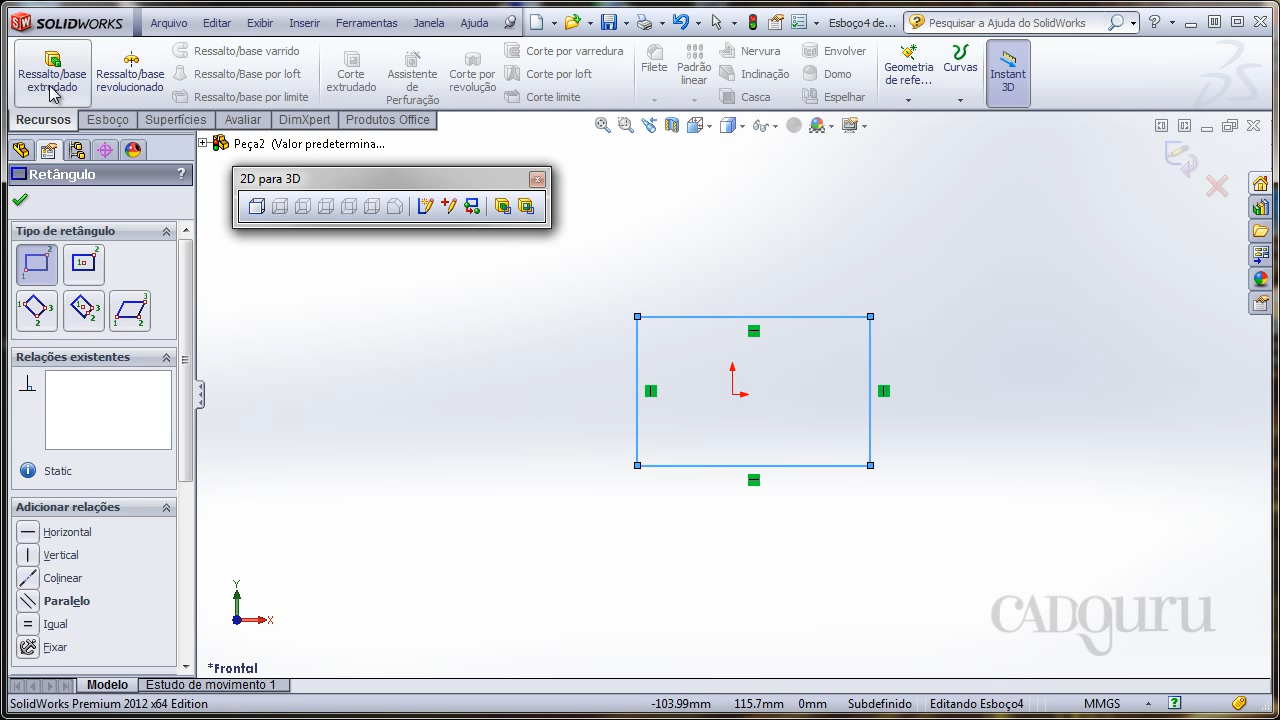 SOLIDWORKS Arquivo Editar Exibir Inserir Ferramentas Janela Ajuda Esboço4 de... Pesquisar a Ajuda do SolidWorks
Ressalto/base extrudado
Ressalto/base revolucionado
Ressalto/base varrido
Ressalto/Base por loft
Ressalto/base por limite
Corte extrudado
Assistente de Perfuração
Corte por revolução
Corte por varredura
Corte por loft
Corte limite
Filete
Padrão linear
Nervura
Inclinação
Casca
Envolver
Domo
Espelhar
Geometria de refe...
Curvas
Instant 3D
Recursos Esboço Superfícies Avaliar DimXpert Produtos Office
Peça2 (Valor predetermina...
Retângulo ?
2D para 3D
Tipo de retângulo
Relações existentes
Static
Adicionar relações
Horizontal
Vertical
Colinear
Paralelo
Igual
Fixar
Y
X
*Frontal
CADguru
Modelo Estudo de movimento 1
SolidWorks Premium 2012 x64 Edition -103.99mm 115.7mm 0mm Subdefinido Editando Esboço4 MMGS